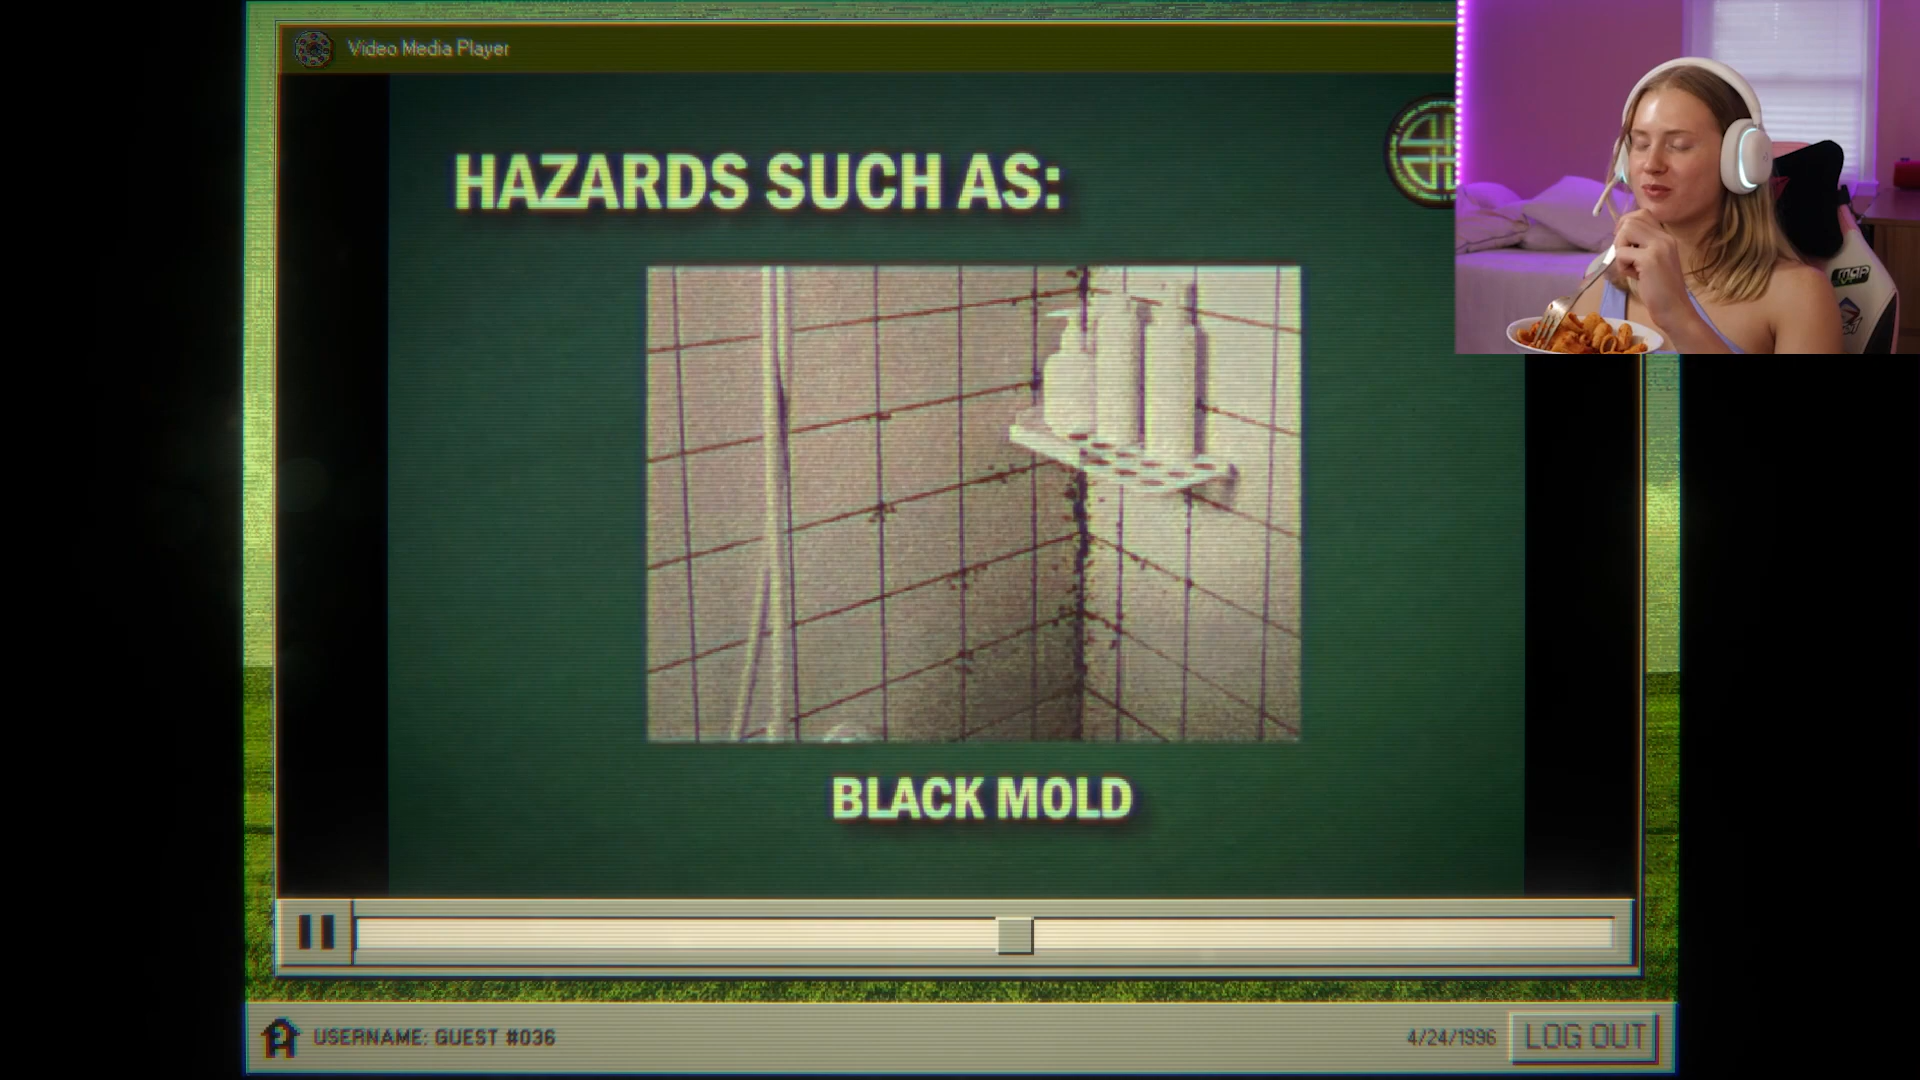 Video Media Player
HAZARDS SUCH AS:
BLACK MOLD
USERNAME: GUEST #036
4/24/1996
LOG OUT